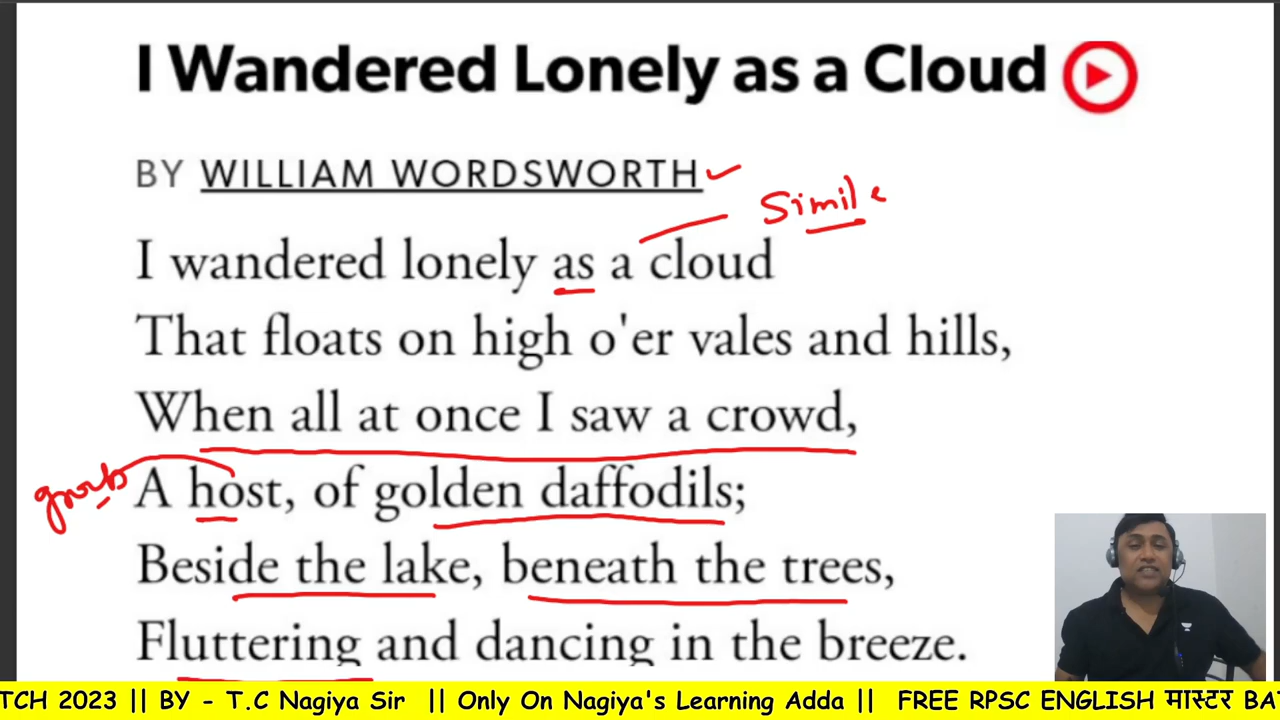 I Wandered Lonely as a Cloud
BY WILLIAM WORDSWORTH
Simile
I wandered lonely as a cloud
That floats on high o'er vales and hills,
When all at once I saw a crowd,
group
A host, of golden daffodils;
Beside the lake, beneath the trees,
Fluttering and dancing in the breeze.
TCH 2023 || BY - T.C Nagiya Sir || Only On Nagiya's Learning Adda || FREE RPSC ENGLISH मास्टर BA